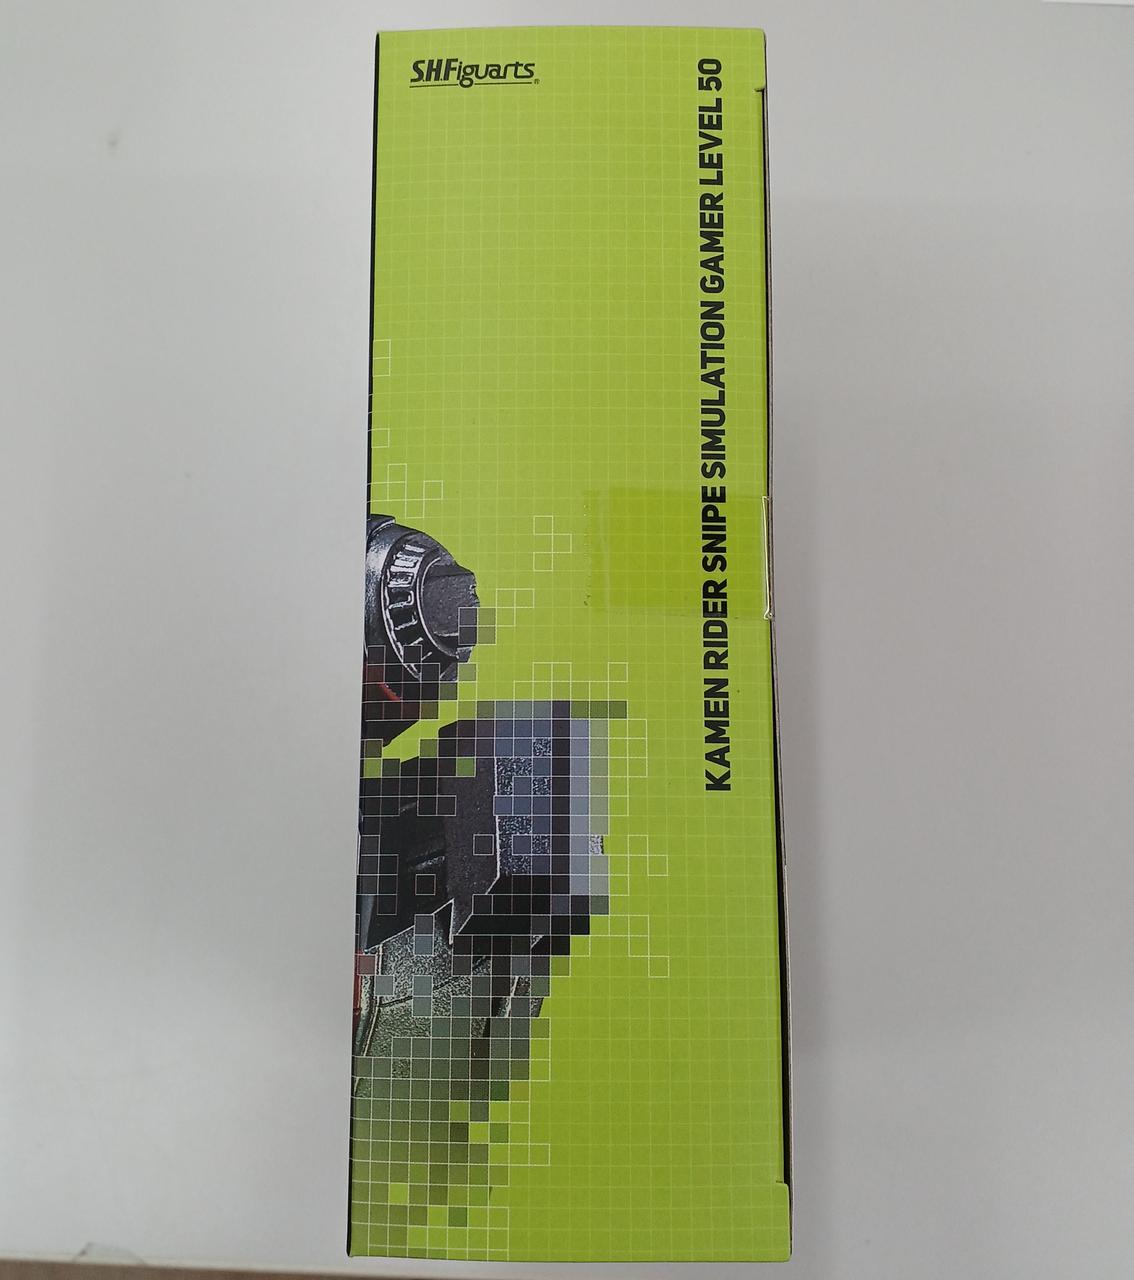 S.H.Figuarts®
KAMEN RIDER SNIPE SIMULATION GAMER LEVEL 50